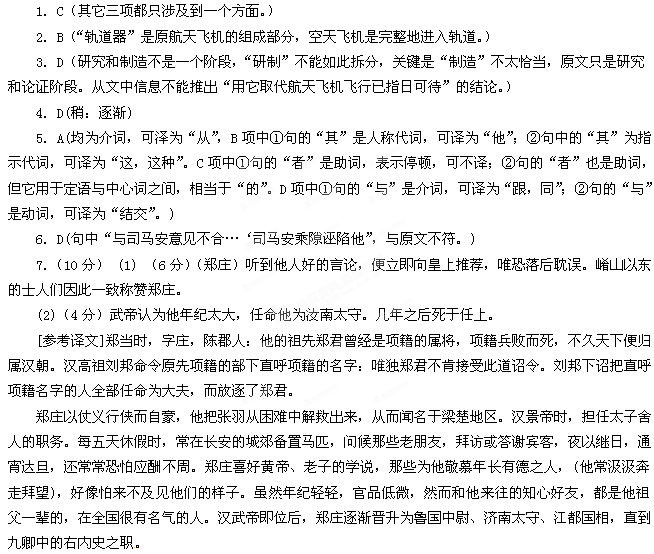 1. C（其它三项都只涉及到一个方面。）
2. B（“轨道器”是原航天飞机的组成部分，空天飞机是完整地进入轨道。）
3. D（研究和制造不是一个阶段，“研制”不能如此拆分，关键是“制造”不太恰当，原文只是研究
和论证阶段。从文中信息不能推出“用它取代航天飞机飞行已指日可待”的结论。）
4. D(稍：逐渐)
5. A(均为介词，可泽为“从”，B项中①句的“其”是人称代词，可译为“他”；②句中的“其”为指
示代词，可译为“这，这种”。C项中①句的“者”是助词，表示停顿，可不译；②句的“者”也是助词，
但它用于定语与中心词之间，相当于“的”。D项中①句的“与”是介词，可译为“跟，同”；②句的“与”
是动词，可译为“结交”。)
6. D(句中“与司马安意见不合…‘司马安乘隙诬陷他”，与原文不符。)
7.（10分）（1）（6分）(郑庄）听到他人好的言论，便立即向皇上推荐，唯恐落后耽误。崤山以东
的士人们因此一致称赞郑庄。
(2)（4分）武帝认为他年纪太大，任命他为汝南太守。几年之后死于任上。
[参考译文]郑当时，字庄，陈郡人：他的祖先郑君曾经是项籍的属将，项籍兵败而死，不久天下便归
属汉朝。汉高祖刘邦命令原先项籍的部下直呼项籍的名字：唯独郑君不肯接受此道诏令。刘邦下诏把直呼
项籍名字的人全部任命为大夫，而放逐了郑君。
郑庄以仗义行侠而自蒙，他把张羽从困难中解救出来，从而闻名于梁楚地区。汉景帝时，担任太子舍
人的职务。每五天休假时，常在长安的城郊备置马匹，问候那些老朋友，拜访或答谢宾客，夜以继日，通
宵达旦，还常常恐怕应酬不周。郑庄喜好黄帝、老子的学说，那些为他敬慕年长有德之人，(他常汲汲奔
走拜望)，好像怕来不及见他们的样子。虽然年纪轻轻，官品低微，然而和他来往的知心好友，都是他祖
父一辈的，在全国很有名气的人。汉武帝即位后，郑庄逐渐晋升为鲁国中尉、济南太守、江都国相，直到
九卿中的右内史之职。